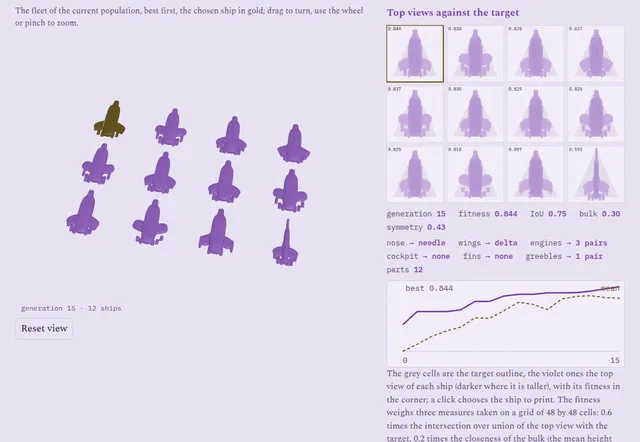 The fleet of the current population, best first, the chosen ship in gold; drag to turn, use the wheel
or pinch to zoom.
generation 15 · 12 ships
Reset view
Top views against the target
0.844
0.837
0.837
0.830
0.829
0.826
0.825
0.818
0.807
0.593
generation 15 fitness 0.844 IoU 0.75 bulk 0.30
symmetry 0.43
nose → needle wings → delta engines → 3 pairs
cockpit → none fins → none greebles → 1 pair
parts 12
best 0.844 mean
0 15
The grey cells are the target outline, the violet ones the top
view of each ship (darker where it is taller), with its fitness in
the corner; a click chooses the ship to print. The fitness
weighs three measures taken on a grid of 48 by 48 cells: 0.6
times the intersection over union of the top view with the
target, 0.2 times the closeness of the bulk (the mean height